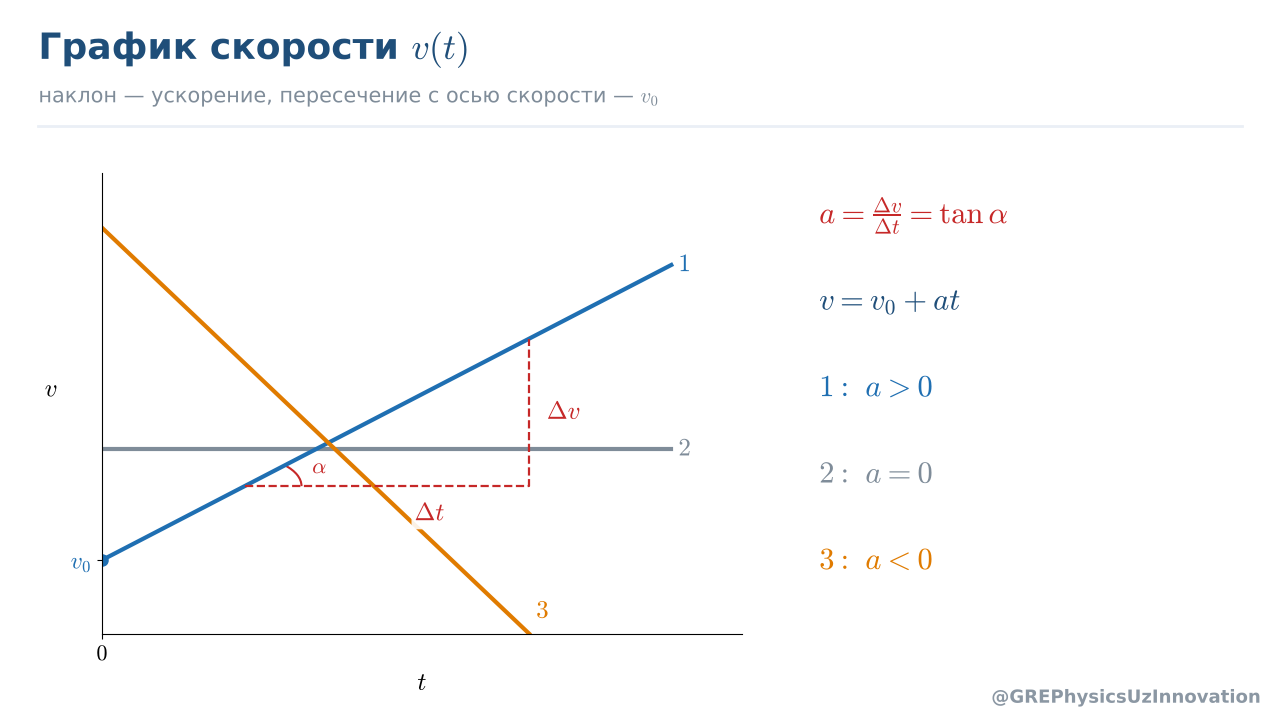 График скорости v(t)
наклон — ускорение, пересечение с осью скорости — v₀
a = Δv/Δt = tan α
v = v₀ + at
1 : a > 0
2 : a = 0
3 : a < 0
1
v
Δv
2
α
Δt
v₀
3
0
t
@GREPhysicsUzInnovation